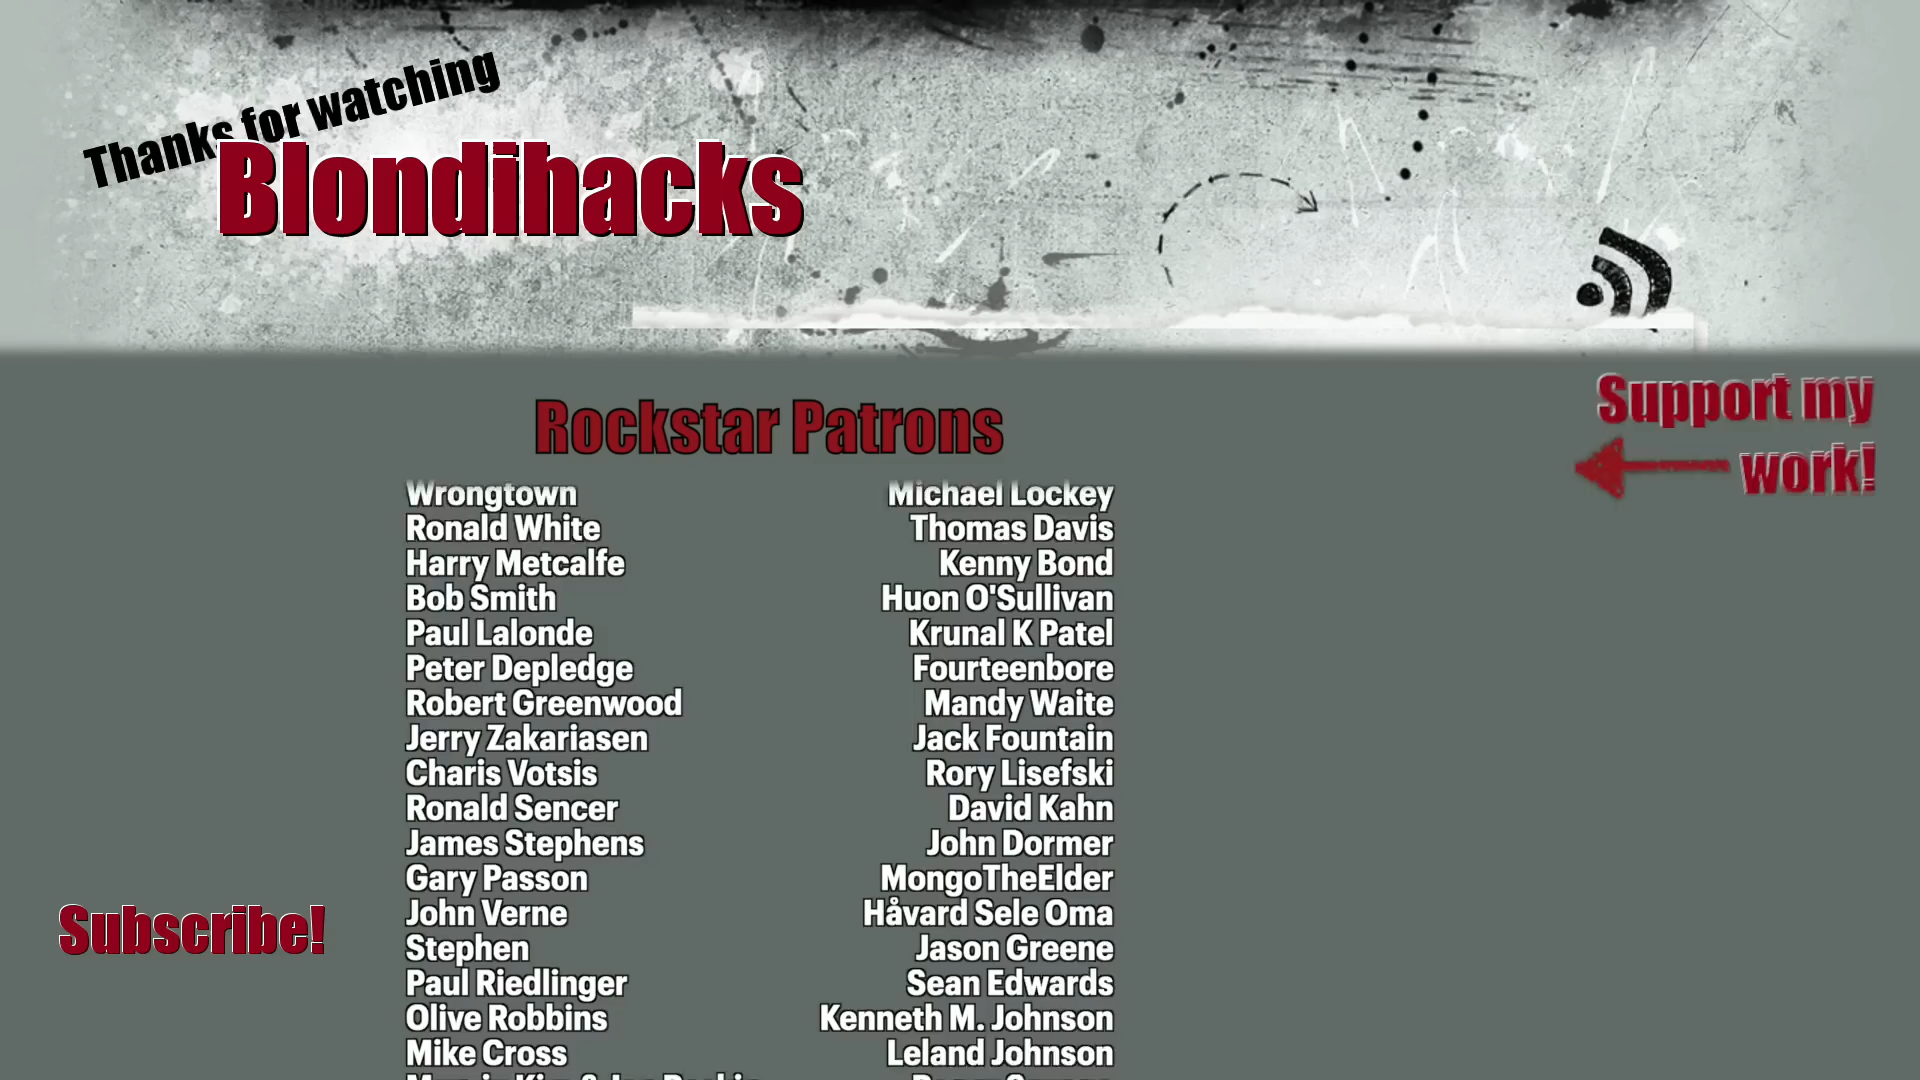 Thanks for watching
Blondihacks
Support my
work!
Rockstar Patrons
Wrongtown Michael Lockey
Ronald White Thomas Davis
Harry Metcalfe Kenny Bond
Bob Smith Huon O'Sullivan
Paul Lalonde Krunal K Patel
Peter Depledge Fourteenbore
Robert Greenwood Mandy Waite
Jerry Zakariasen Jack Fountain
Charis Votsis Rory Lisefski
Ronald Sencer David Kahn
James Stephens John Dormer
Gary Passon MongoTheElder
John Verne Håvard Sele Oma
Stephen Jason Greene
Paul Riedlinger Sean Edwards
Olive Robbins Kenneth M. Johnson
Mike Cross Leland Johnson
Subscribe!